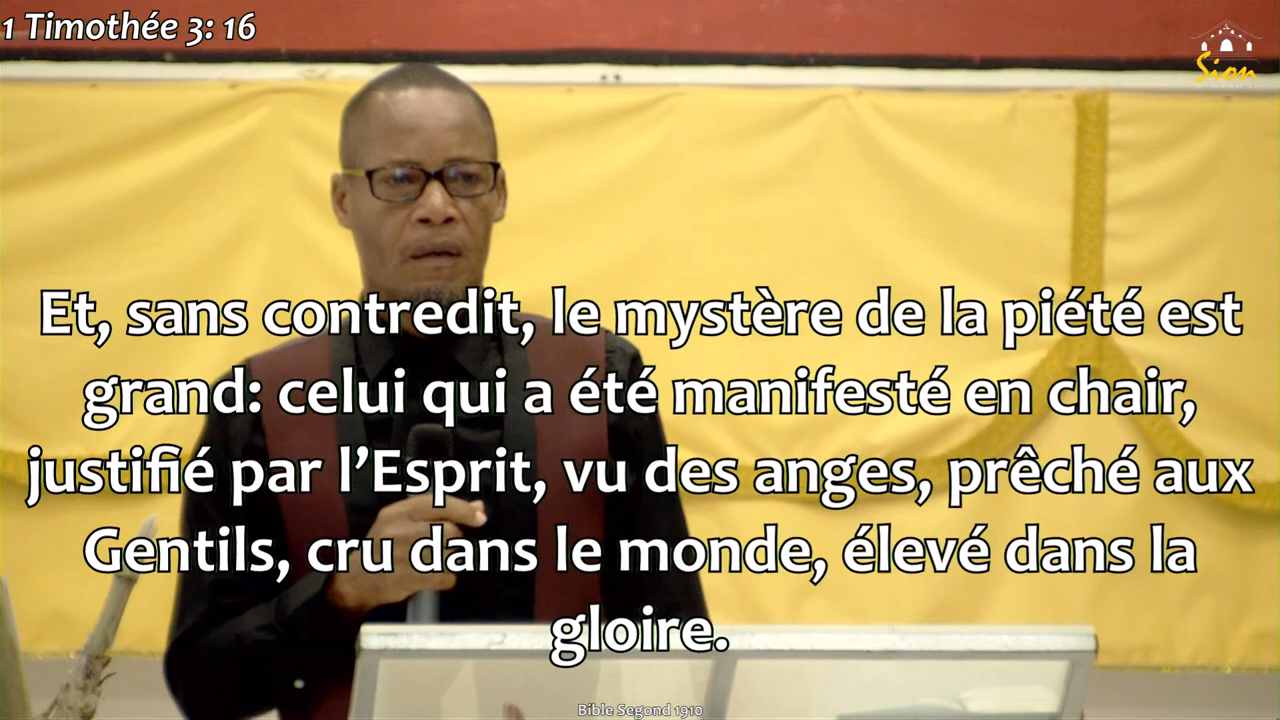 1 Timothée 3: 16
Sion
Et, sans contredit, le mystère de la piété est
grand: celui qui a été manifesté en chair,
justifié par l’Esprit, vu des anges, prêché aux
Gentils, cru dans le monde, élevé dans la
gloire.
Bible Segond 1910